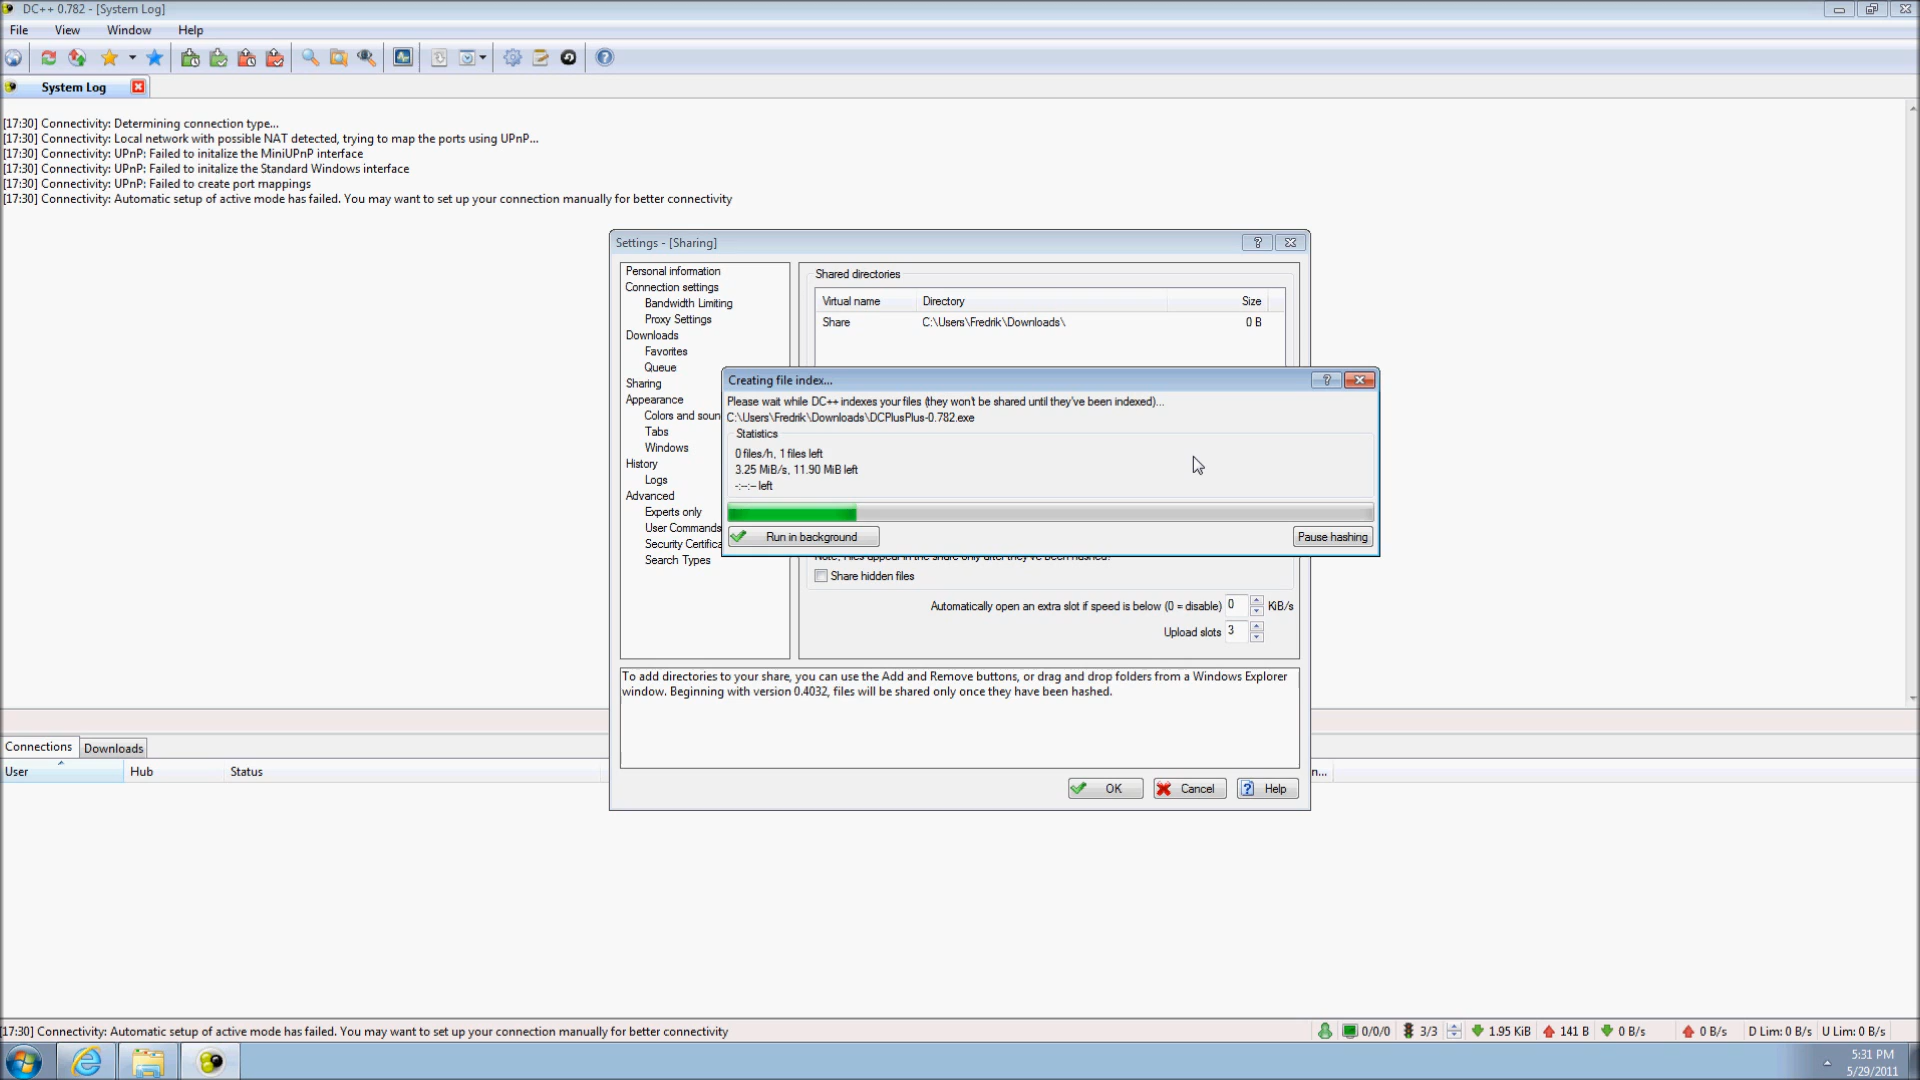 DC++ 0.782 - [System Log]
File View Window Help
System Log
[17:30] Connectivity: Determining connection type...
[17:30] Connectivity: Local network with possible NAT detected, trying to map the ports using UPnP...
[17:30] Connectivity: UPnP: Failed to initalize the MiniUPnP interface
[17:30] Connectivity: UPnP: Failed to initalize the Standard Windows interface
[17:30] Connectivity: UPnP: Failed to create port mappings
[17:30] Connectivity: Automatic setup of active mode has failed. You may want to set up your connection manually for better connectivity
Settings - [Sharing]
Personal information
Connection settings
Bandwidth Limiting
Proxy Settings
Downloads
Favorites
Queue
Sharing
Appearance
Colors and soun
Tabs
Windows
History
Logs
Advanced
Experts only
User Commands
Security Certifica
Search Types
Shared directories
Virtual name Directory Size
Share C:\Users\Fredrik\Downloads\ 0 B
Creating file index...
Please wait while DC++ indexes your files (they won't be shared until they've been indexed)...
C:\Users\Fredrik\Downloads\DCPlusPlus-0.782.exe
Statistics
0 files/h, 1 files left
3.25 MiB/s, 11.90 MiB left
-:--:-- left
Run in background Pause hashing
Note; Files appear in the share only after they've been hashed!
Share hidden files
Automatically open an extra slot if speed is below (0 = disable) 0 KiB/s
Upload slots 3
To add directories to your share, you can use the Add and Remove buttons, or drag and drop folders from a Windows Explorer
window. Beginning with version 0.4032, files will be shared only once they have been hashed.
OK Cancel Help
Connections Downloads
User Hub Status n...
[17:30] Connectivity: Automatic setup of active mode has failed. You may want to set up your connection manually for better connectivity
0/0/0 3/3 1.95 KiB 141 B 0 B/s 0 B/s D Lim: 0 B/s U Lim: 0 B/s
5:31 PM
5/29/2011